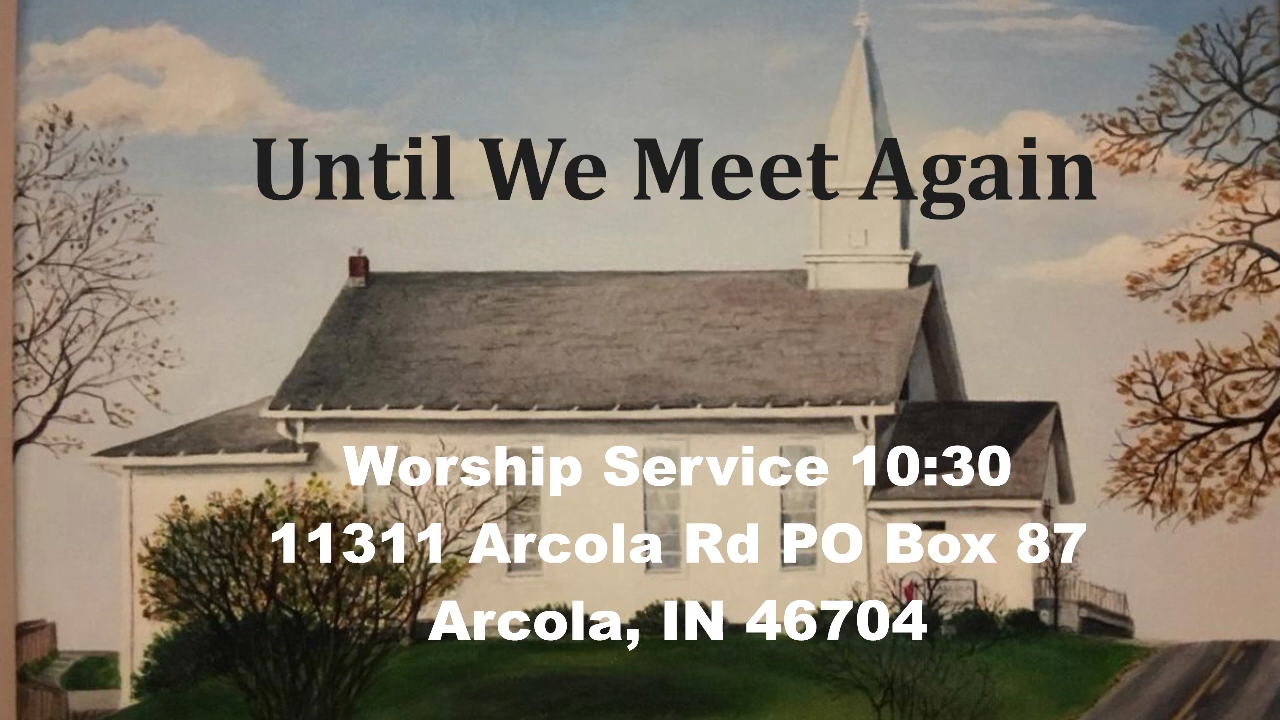 Until We Meet Again
Worship Service 10:30
11311 Arcola Rd PO Box 87
Arcola, IN 46704